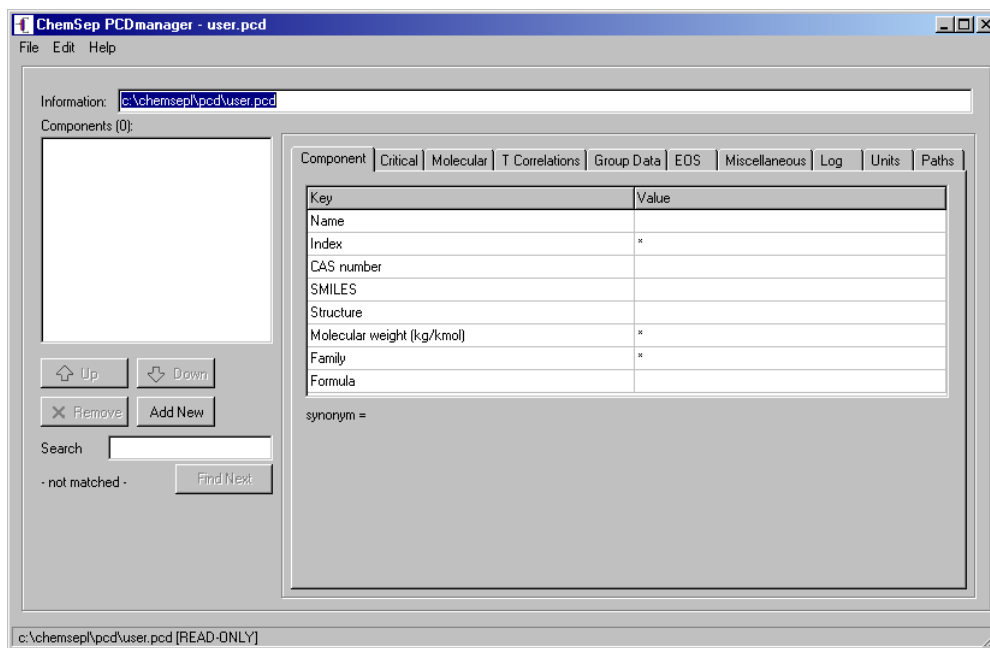 ChemSep PCDmanager - user.pcd
File Edit Help
Information: c:\chemsepl\pcd\user.pcd
Components (0):
Component Critical Molecular T Correlations Group Data EOS Miscellaneous Log Units Paths
Key Value
Name
Index *
CAS number
SMILES
Structure
Molecular weight (kg/kmol) *
Family *
Formula
Up Down
Remove Add New
synonym =
Search
- not matched - Find Next
c:\chemsepl\pcd\user.pcd [READ-ONLY]